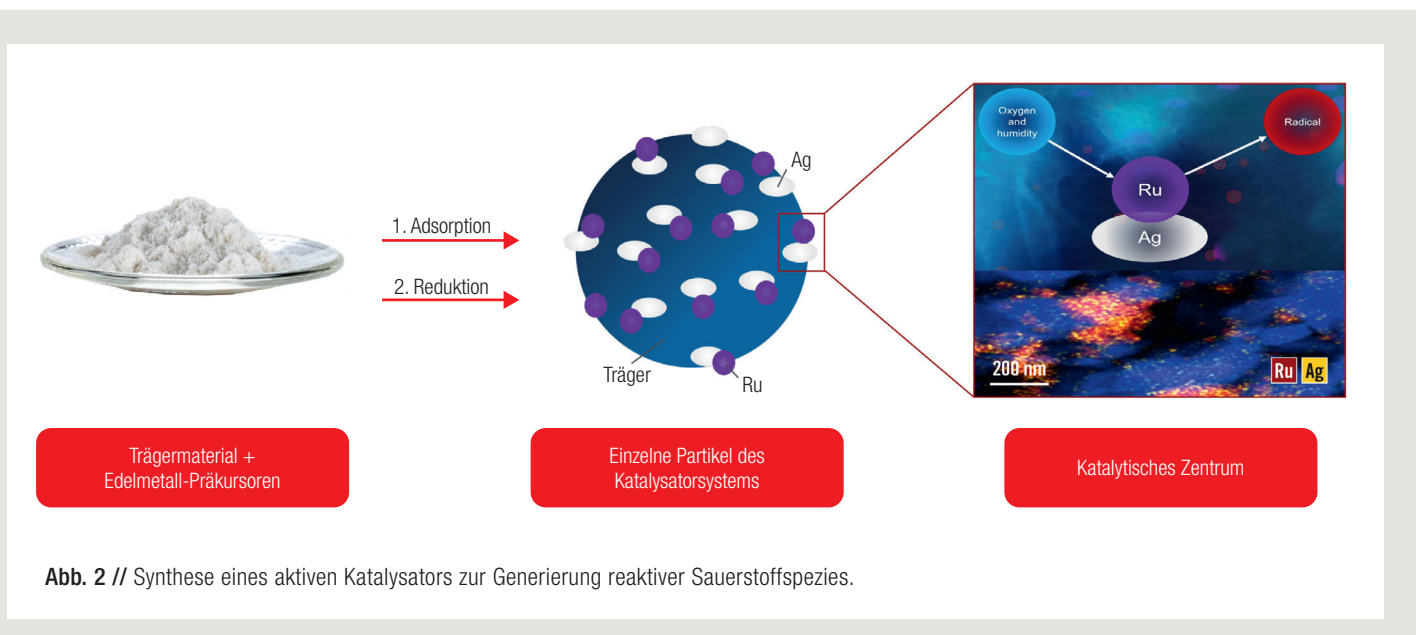 1. Adsorption
2. Reduktion
Ag
Träger
Ru
Oxygen
and
humidity
Radical
Ru
Ag
200 nm
Ru Ag
Trägermaterial +
Edelmetall-Präkursoren
Einzelne Partikel des
Katalysatorsystems
Katalytisches Zentrum
Abb. 2 // Synthese eines aktiven Katalysators zur Generierung reaktiver Sauerstoffspezies.